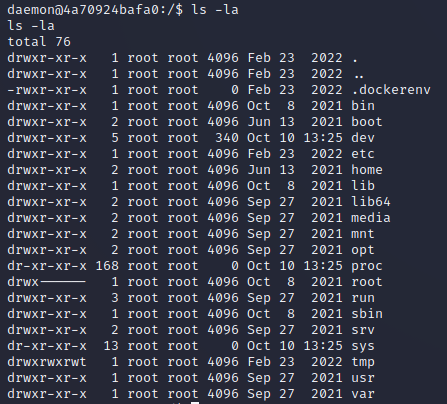 daemon@4a70924bafa0:/$ ls -la
ls -la
total 76
drwxr-xr-x   1 root root 4096 Feb 23  2022 .
drwxr-xr-x   1 root root 4096 Feb 23  2022 ..
-rwxr-xr-x   1 root root    0 Feb 23  2022 .dockerenv
drwxr-xr-x   1 root root 4096 Oct  8  2021 bin
drwxr-xr-x   2 root root 4096 Jun 13  2021 boot
drwxr-xr-x   5 root root  340 Oct 10 13:25 dev
drwxr-xr-x   1 root root 4096 Feb 23  2022 etc
drwxr-xr-x   2 root root 4096 Jun 13  2021 home
drwxr-xr-x   1 root root 4096 Oct  8  2021 lib
drwxr-xr-x   2 root root 4096 Sep 27  2021 lib64
drwxr-xr-x   2 root root 4096 Sep 27  2021 media
drwxr-xr-x   2 root root 4096 Sep 27  2021 mnt
drwxr-xr-x   2 root root 4096 Sep 27  2021 opt
dr-xr-xr-x 168 root root    0 Oct 10 13:25 proc
drwx------   1 root root 4096 Oct  8  2021 root
drwxr-xr-x   3 root root 4096 Sep 27  2021 run
drwxr-xr-x   1 root root 4096 Oct  8  2021 sbin
drwxr-xr-x   2 root root 4096 Sep 27  2021 srv
dr-xr-xr-x  13 root root    0 Oct 10 13:25 sys
drwxrwxrwt   1 root root 4096 Feb 23  2022 tmp
drwxr-xr-x   1 root root 4096 Sep 27  2021 usr
drwxr-xr-x   1 root root 4096 Sep 27  2021 var